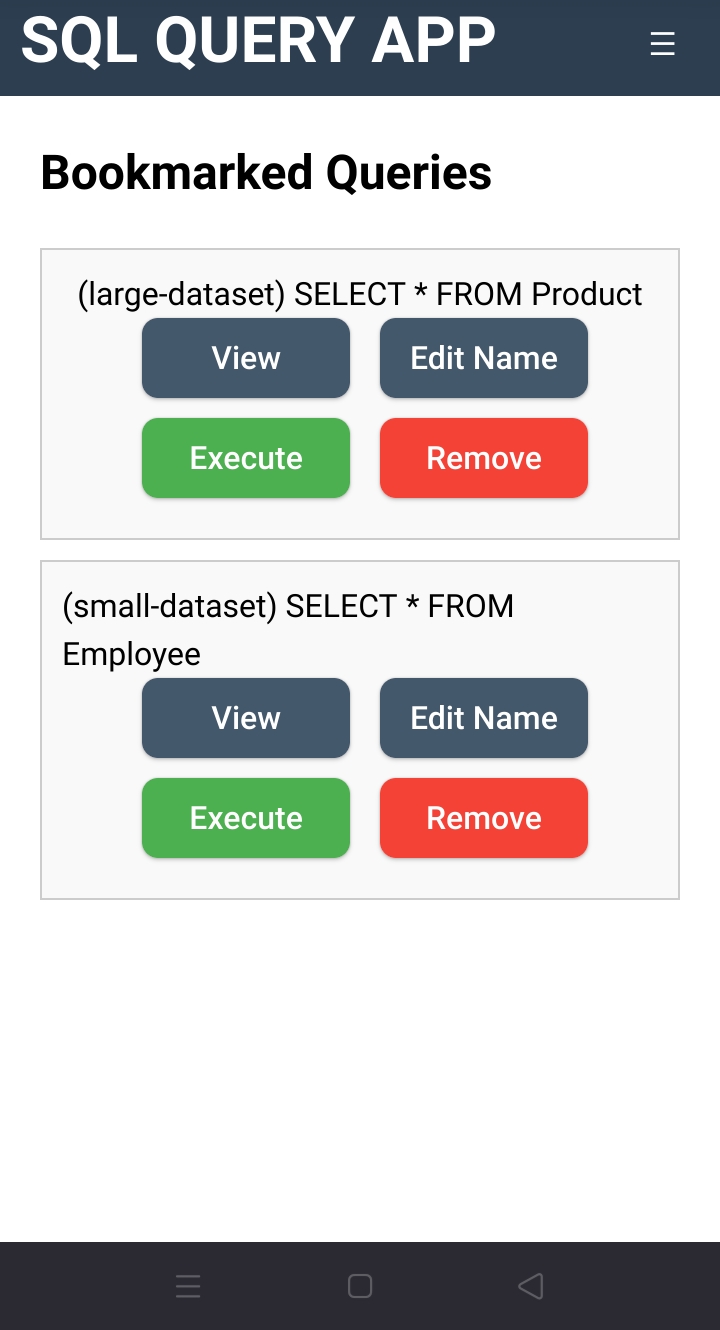 SQL QUERY APP
☰
Bookmarked Queries
(large-dataset) SELECT * FROM Product
View
Edit Name
Execute
Remove
(small-dataset) SELECT * FROM
Employee
View
Edit Name
Execute
Remove